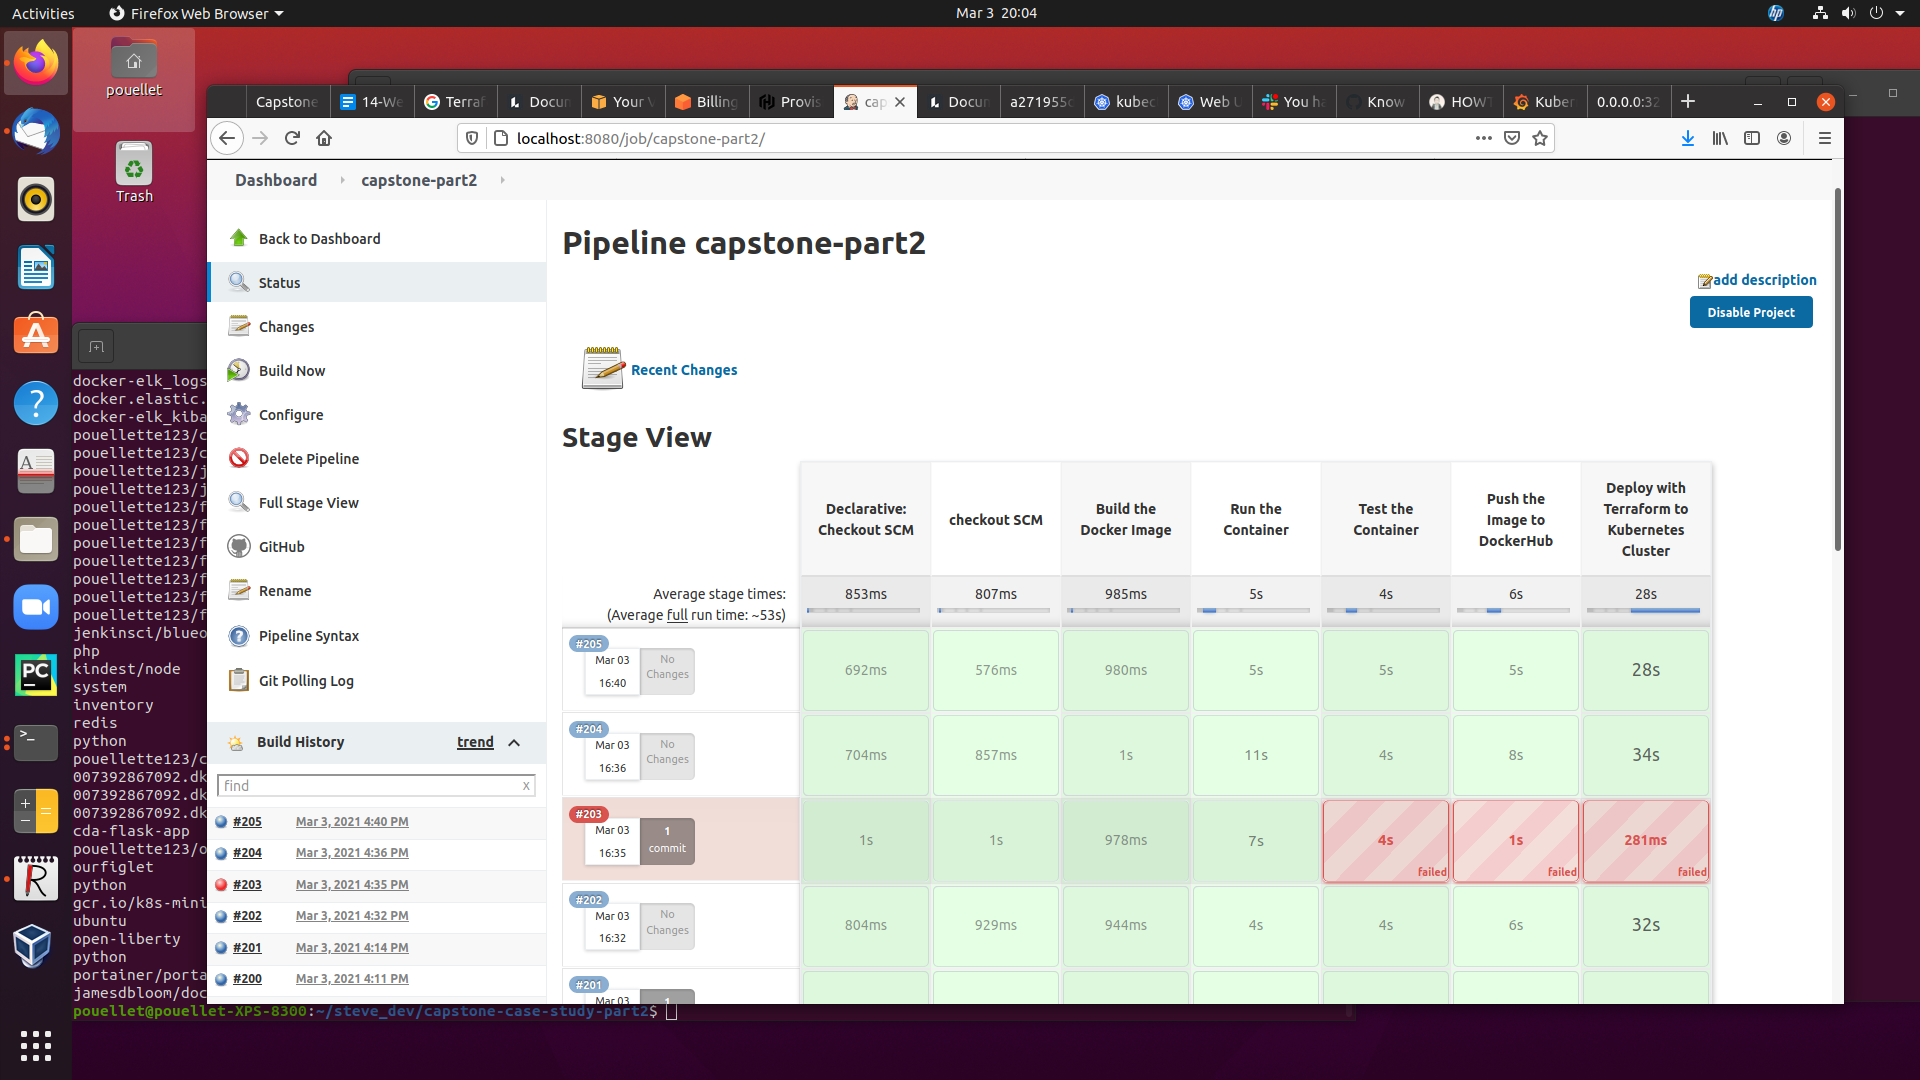 Activities
Firefox Web Browser
Mar 3 20:04
pouellet
Trash
Capstone
14-We
Terraf
Docun
Your V
Billing
Provis
cap
Docun
a271955c
kubec
Web U
You ha
Know
HOWT
Kuber
0.0.0.0:32
localhost:8080/job/capstone-part2/
Dashboard
capstone-part2
Back to Dashboard
Status
Changes
Build Now
Configure
Delete Pipeline
Full Stage View
GitHub
Rename
Pipeline Syntax
Git Polling Log
Build History
trend
find
x
#205 Mar 3, 2021 4:40 PM
#204 Mar 3, 2021 4:36 PM
#203 Mar 3, 2021 4:35 PM
#202 Mar 3, 2021 4:32 PM
#201 Mar 3, 2021 4:14 PM
#200 Mar 3, 2021 4:11 PM
Pipeline capstone-part2
add description
Disable Project
Recent Changes
Stage View
Declarative:
Checkout SCM
checkout SCM
Build the
Docker Image
Run the
Container
Test the
Container
Push the
Image to
DockerHub
Deploy with
Terraform to
Kubernetes
Cluster
Average stage times:
(Average full run time: ~53s)
853ms 807ms 985ms 5s 4s 6s 28s
#205
Mar 03
16:40
No
Changes
692ms 576ms 980ms 5s 5s 5s 28s
#204
Mar 03
16:36
No
Changes
704ms 857ms 1s 11s 4s 8s 34s
#203
Mar 03
16:35
1
commit
1s 1s 978ms 7s 4s 1s 281ms
failed failed failed
#202
Mar 03
16:32
No
Changes
804ms 929ms 944ms 4s 4s 6s 32s
#201
Mar 03
1
docker-elk_logs
docker.elastic.
docker-elk_kiba
pouellette123/c
pouellette123/c
pouellette123/j
pouellette123/j
pouellette123/f
pouellette123/f
pouellette123/f
pouellette123/f
pouellette123/f
pouellette123/f
pouellette123/f
jenkinsci/blueo
php
kindest/node
system
inventory
redis
python
pouellette123/c
007392867092.dk
007392867092.dk
007392867092.dk
cda-flask-app
pouellette123/o
ourfiglet
python
gcr.io/k8s-mini
ubuntu
open-liberty
python
portainer/porta
jamesdbloom/doc
pouellet@pouellet-XPS-8300:~/steve_dev/capstone-case-study-part2$